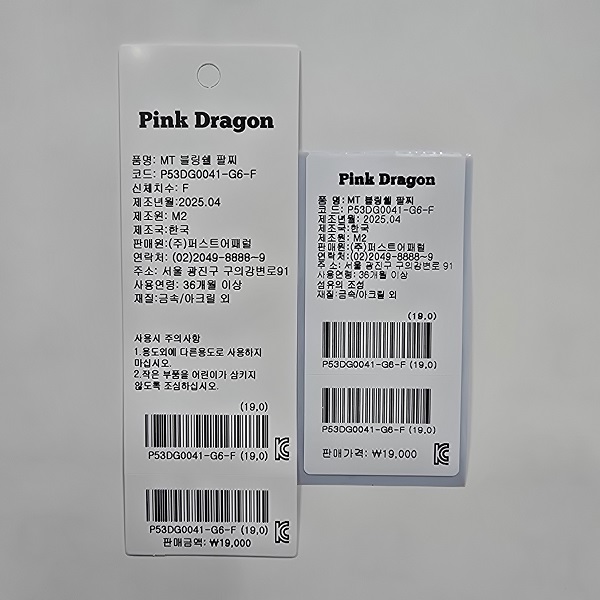 Pink Dragon
품명: MT 블링쉘 팔찌
코드: P53DG0041-G6-F
신체치수: F
제조년월:2025.04
제조원: M2
제조국:한국
판매원:(주)퍼스트어패럴
연락처: (02)2049-8888~9
주소: 서울 광진구 구의강변로91
사용연령: 36개월 이상
재질:금속/아크릴 외
사용시 주의사항
1.용도외에 다른용도로 사용하지
마십시오.
2.작은 부품을 어린이가 삼키지
않도록 조심하십시오.
(19,0)
P53DG0041-G6-F (19,0)
P53DG0041-G6-F (19,0)
판매금액: ₩19,000
Pink Dragon
품 명: MT 블링쉘 팔찌
코 드: P53DG0041-G6-F
제조년월: 2025.04
제조국:한국
제조원: M2
판매원:(주)퍼스트어패럴
연락처:(02)2049-8888~9
주 소: 서울 광진구 구의강변로 91
사용연령: 36개월 이상
섬유의 조성
재질:금속/아크릴 외
(19,0)
P53DG0041-G6-F (19,0)
P53DG0041-G6-F (19,0)
판매가격: ₩19,000